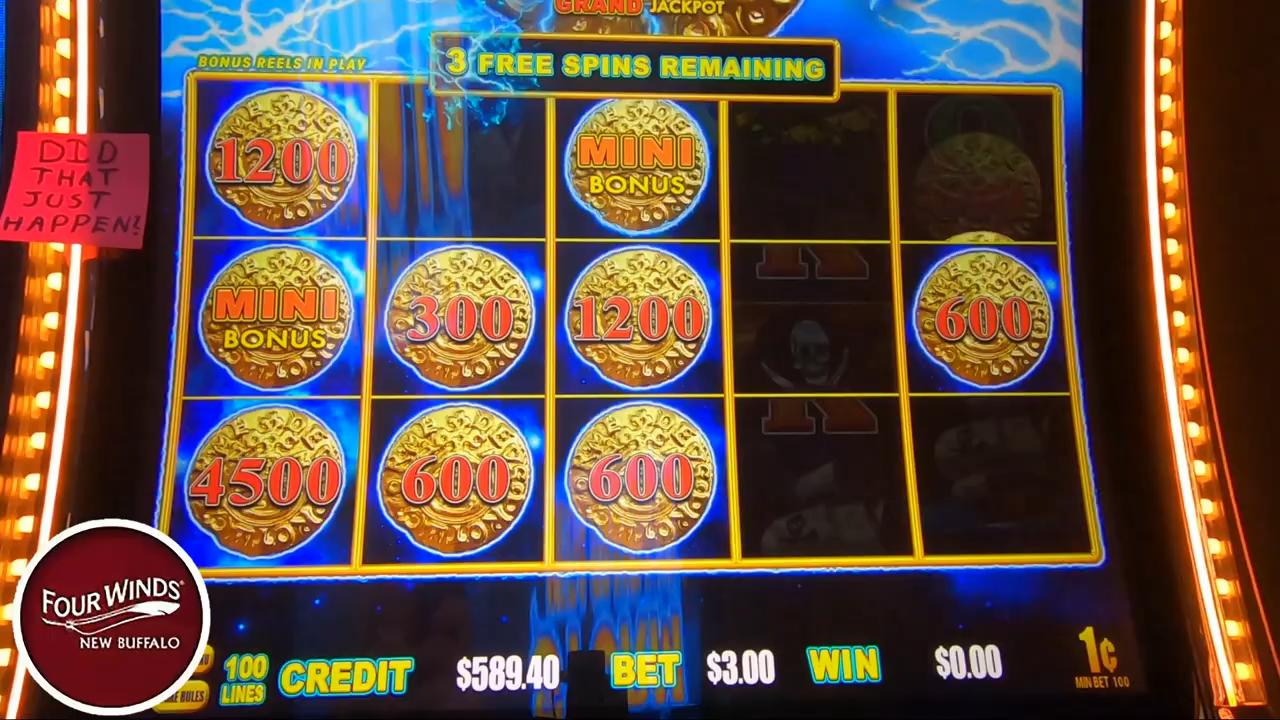 GRAND JACKPOT
BONUS REELS IN PLAY
3 FREE SPINS REMAINING
DID
THAT
JUST
HAPPEN?
1200
MINI
BONUS
MINI
BONUS
300
1200
600
4500
600
600
FOUR WINDS
NEW BUFFALO
100
LINES
CREDIT
$589.40
BET
$3.00
WIN
$0.00
1¢
MIN BET 100
RULES